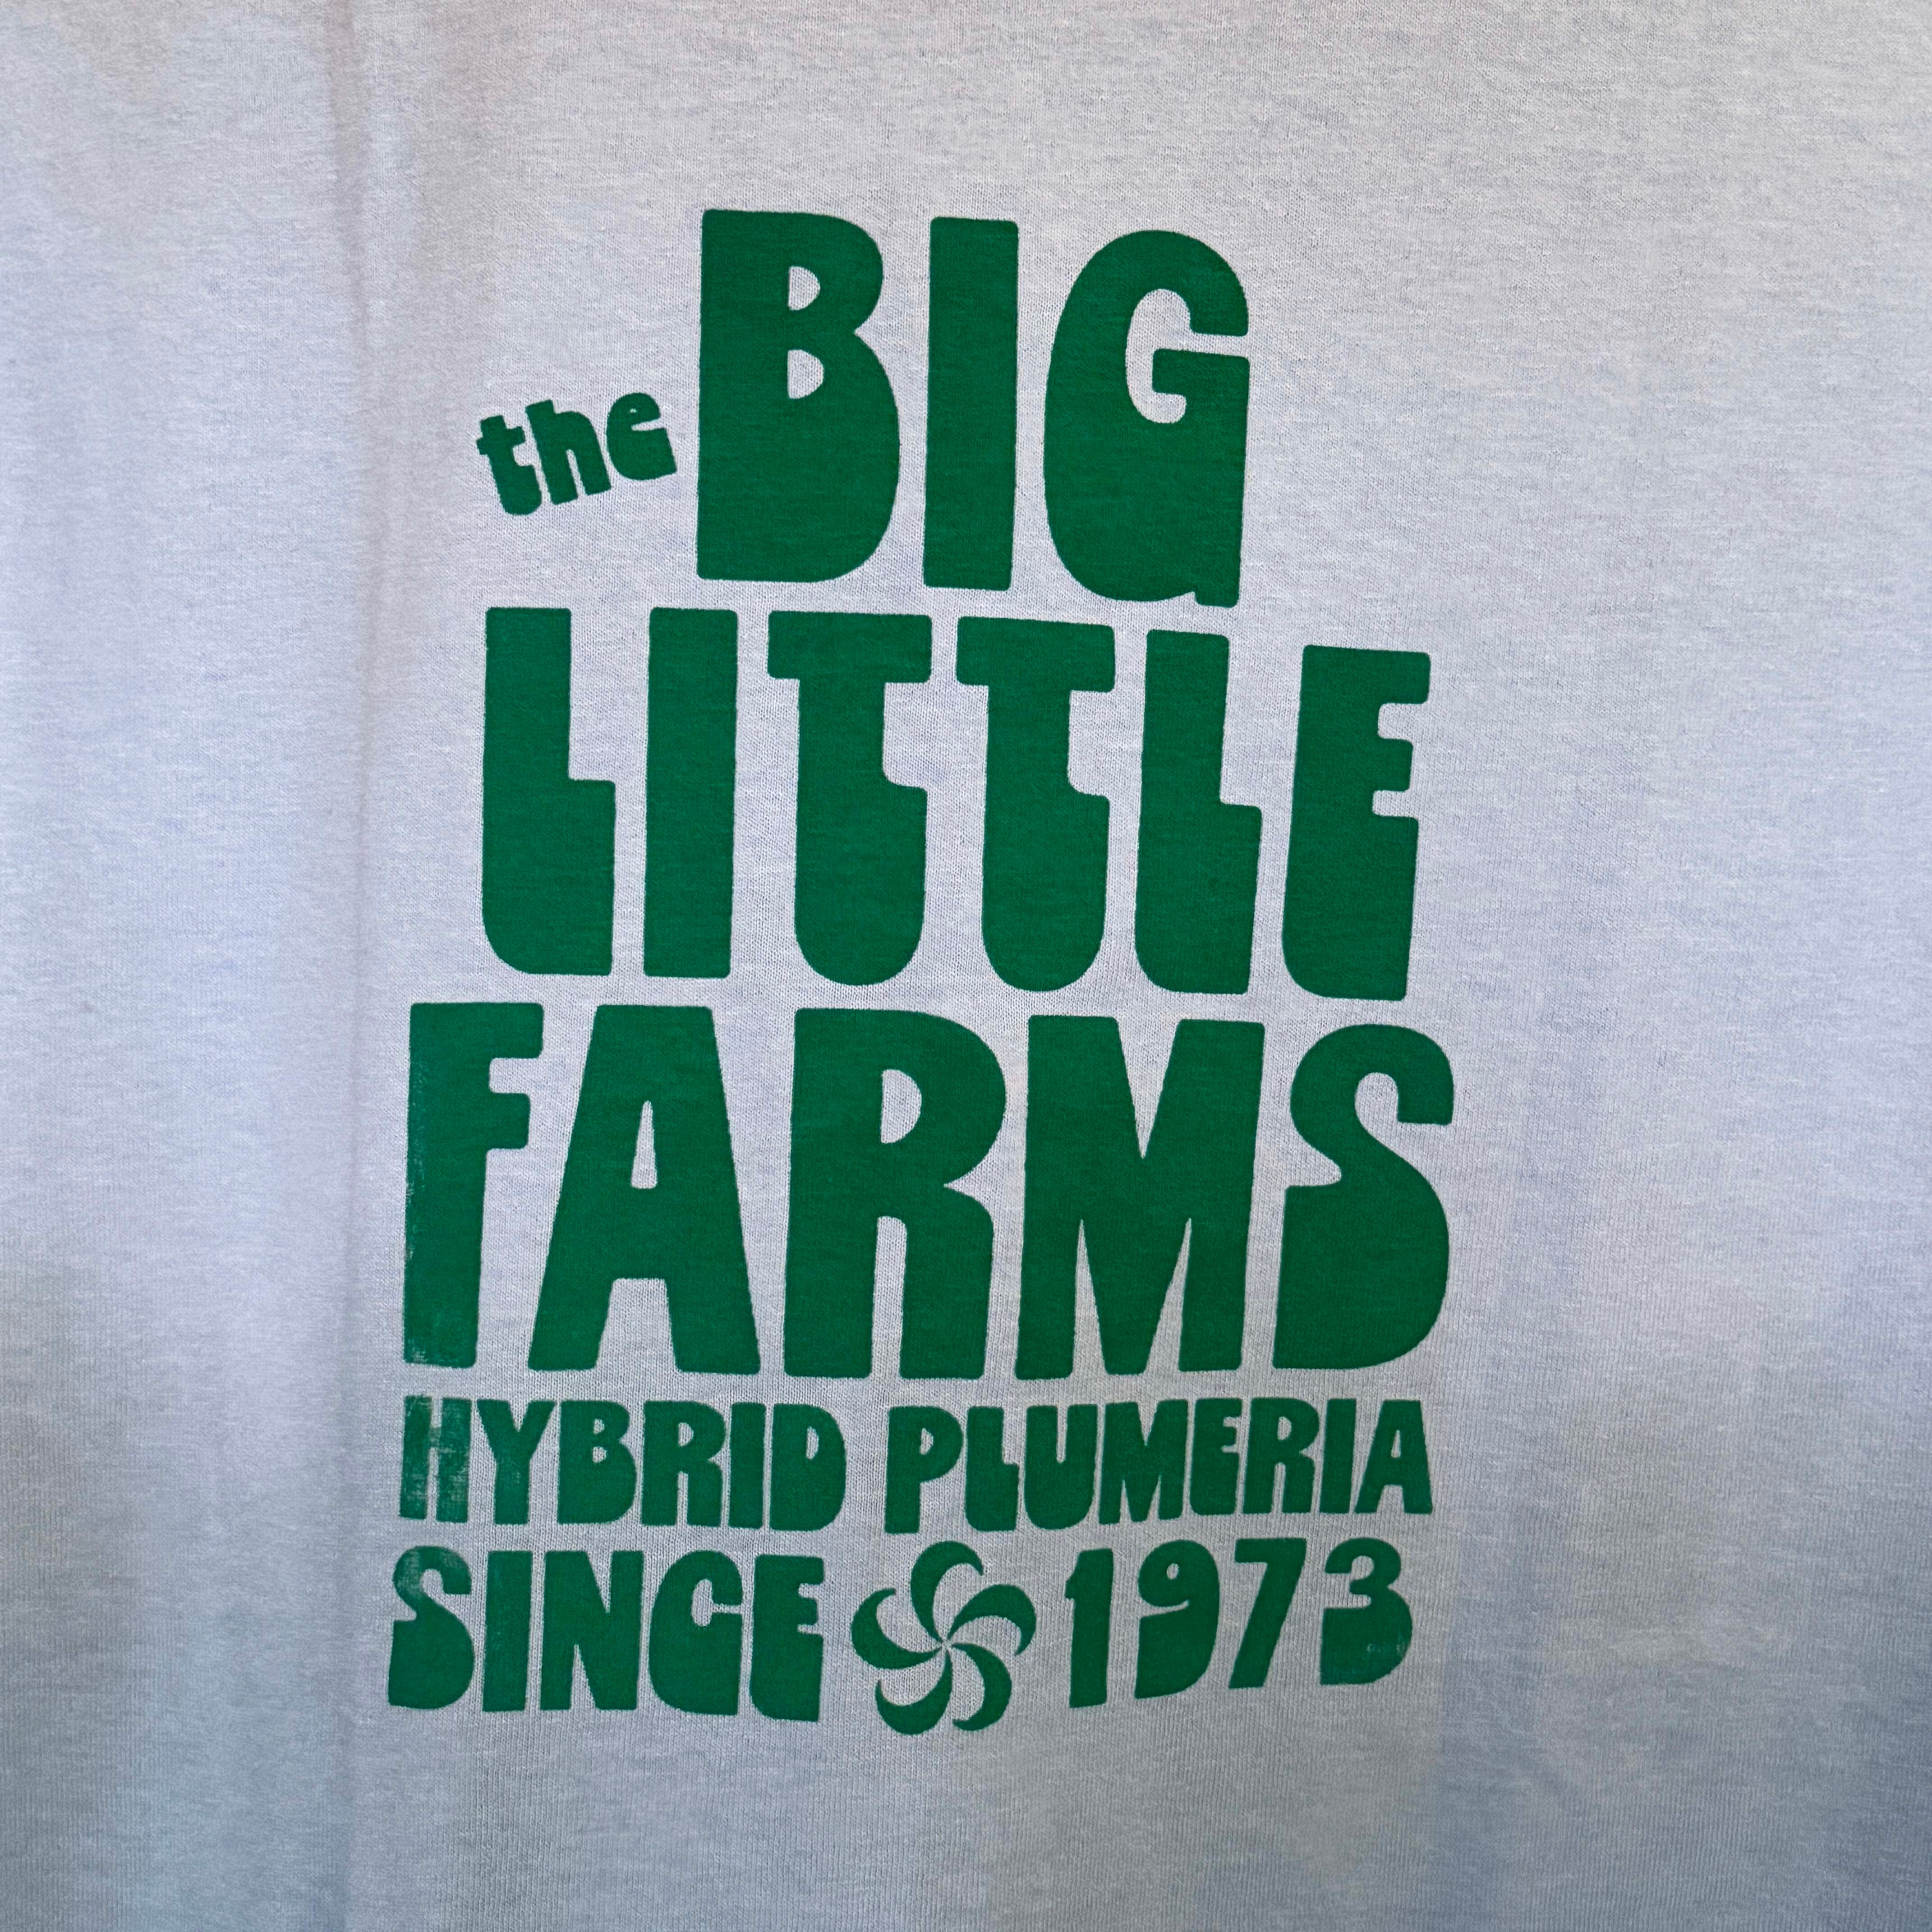 the BIG
LITTLE
FARMS
HYBRID PLUMERIA
SINCE 1973